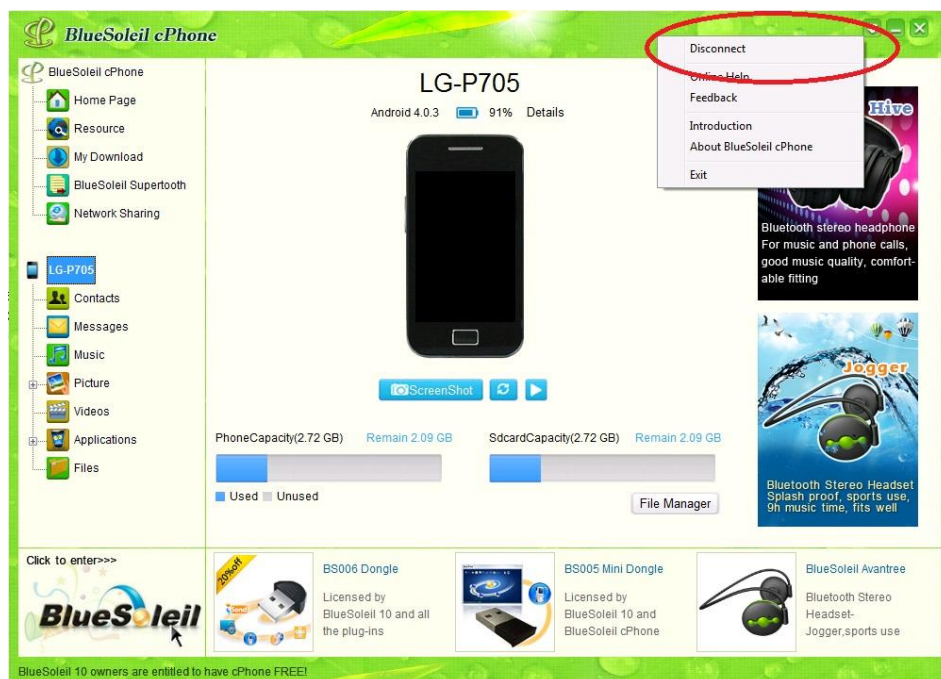 BlueSoleil cPhone
Disconnect
Online Help
Feedback
Introduction
About BlueSoleil cPhone
Exit
BlueSoleil cPhone
Home Page
Resource
My Download
BlueSoleil Supertooth
Network Sharing
LG-P705
Contacts
Messages
Music
Picture
Videos
Applications
Files
LG-P705
Android 4.0.3 91% Details
ScreenShot
PhoneCapacity(2.72 GB) Remain 2.09 GB
SdcardCapacity(2.72 GB) Remain 2.09 GB
Used Unused
File Manager
Hive
Bluetooth stereo headphone
For music and phone calls,
good music quality, comfort-
able fitting
Jogger
Bluetooth Stereo Headset
Splash proof, sports use,
9h music time, fits well
Click to enter>>>
BlueSoleil
20%off
Send
BS006 Dongle
Licensed by
BlueSoleil 10 and all
the plug-ins
BS005 Mini Dongle
Licensed by
BlueSoleil 10 and
BlueSoleil cPhone
BlueSoleil Avantree
Bluetooth Stereo
Headset-
Jogger,sports use
BlueSoleil 10 owners are entitled to have cPhone FREE!